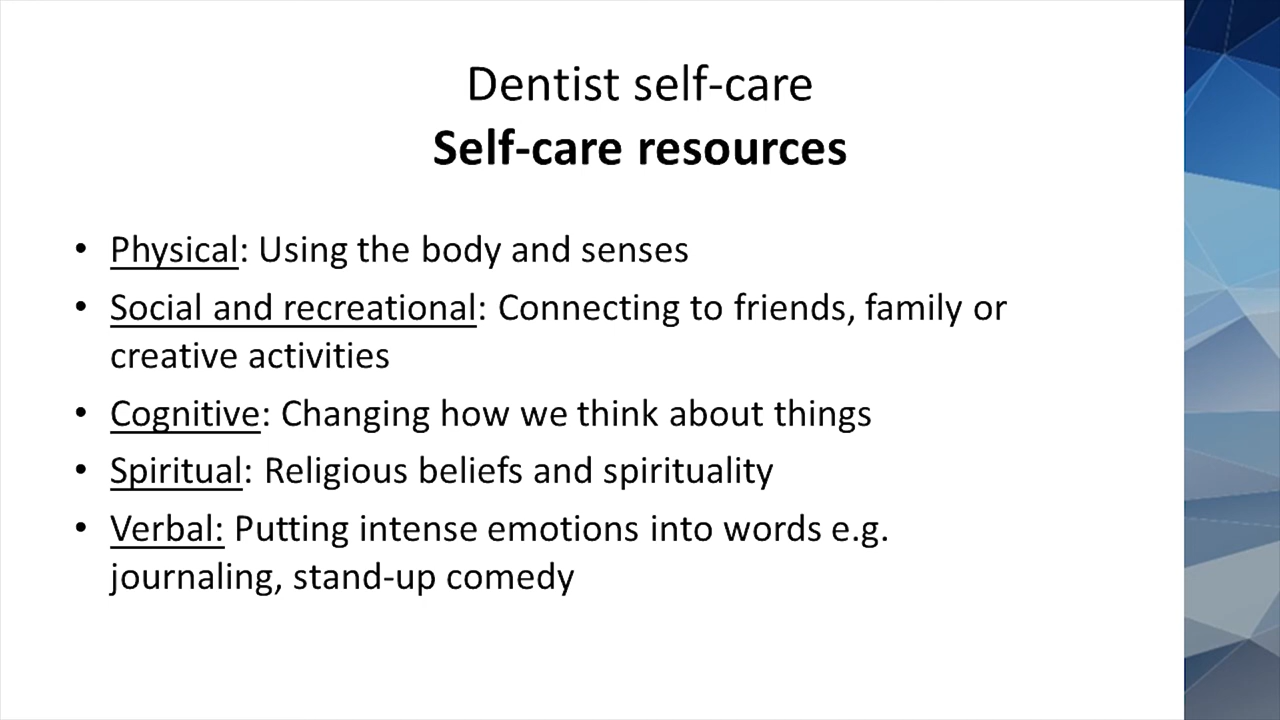 Dentist self-care
Self-care resources
• Physical: Using the body and senses
• Social and recreational: Connecting to friends, family or
creative activities
• Cognitive: Changing how we think about things
• Spiritual: Religious beliefs and spirituality
• Verbal: Putting intense emotions into words e.g.
journaling, stand-up comedy